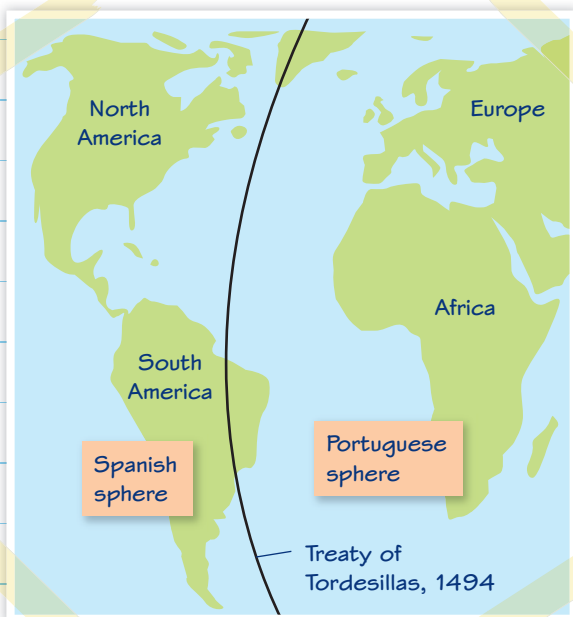 North
America
Europe
Africa
South
America
Spanish
sphere
Portuguese
sphere
Treaty of
Tordesillas, 1494